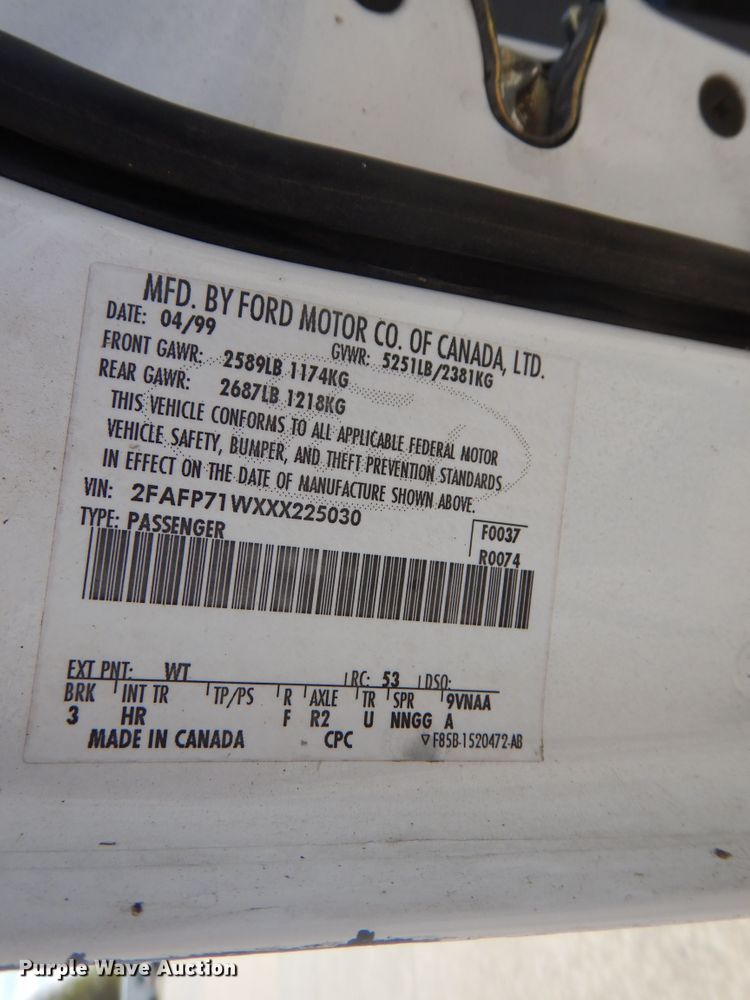 MFD. BY FORD MOTOR CO. OF CANADA, LTD.
DATE: 04/99
GVWR: 5251LB/2381KG
FRONT GAWR: 2589LB 1174KG
REAR GAWR: 2687LB 1218KG
THIS VEHICLE CONFORMS TO ALL APPLICABLE FEDERAL MOTOR
VEHICLE SAFETY, BUMPER, AND THEFT PREVENTION STANDARDS
IN EFFECT ON THE DATE OF MANUFACTURE SHOWN ABOVE.
VIN: 2FAFP71WXXX225030
TYPE: PASSENGER
F0037
R0074
EXT PNT: WT RC: 53 DSO:
BRK INT TR TP/PS R AXLE TR SPR 9VNAA
3 HR F R2 U NNGG A
MADE IN CANADA CPC ▽F85B-1520472-AB
Purple Wave Auction